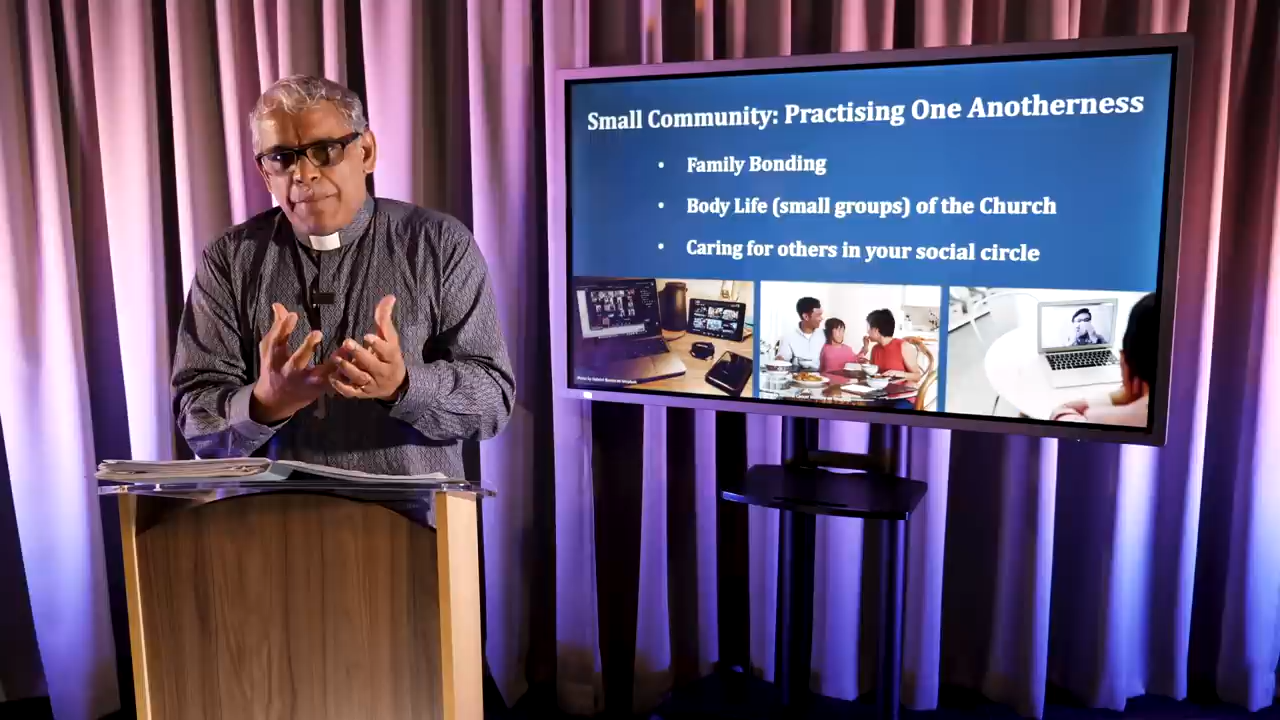 Small Community: Practising One Anotherness
• Family Bonding
• Body Life (small groups) of the Church
• Caring for others in your social circle